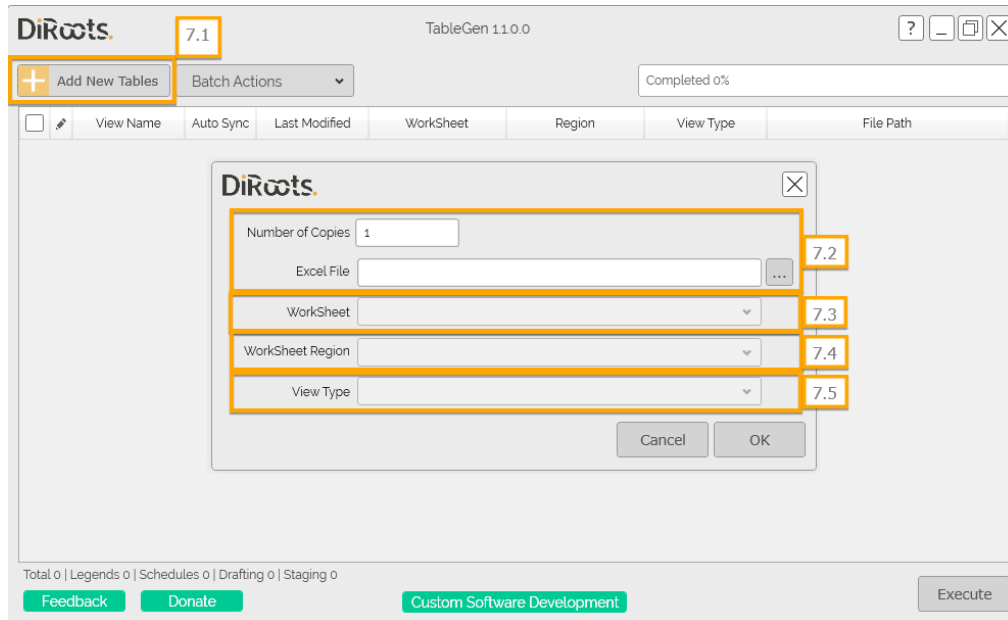 DiRoots.
7.1
TableGen 1.1.0.0
?
Add New Tables
Batch Actions
Completed 0%
View Name Auto Sync Last Modified WorkSheet Region View Type File Path
DiRoots.
Number of Copies 1
7.2
Excel File ...
WorkSheet
7.3
WorkSheet Region
7.4
View Type
7.5
Cancel OK
Total 0 | Legends 0 | Schedules 0 | Drafting 0 | Staging 0
Feedback Donate Custom Software Development Execute